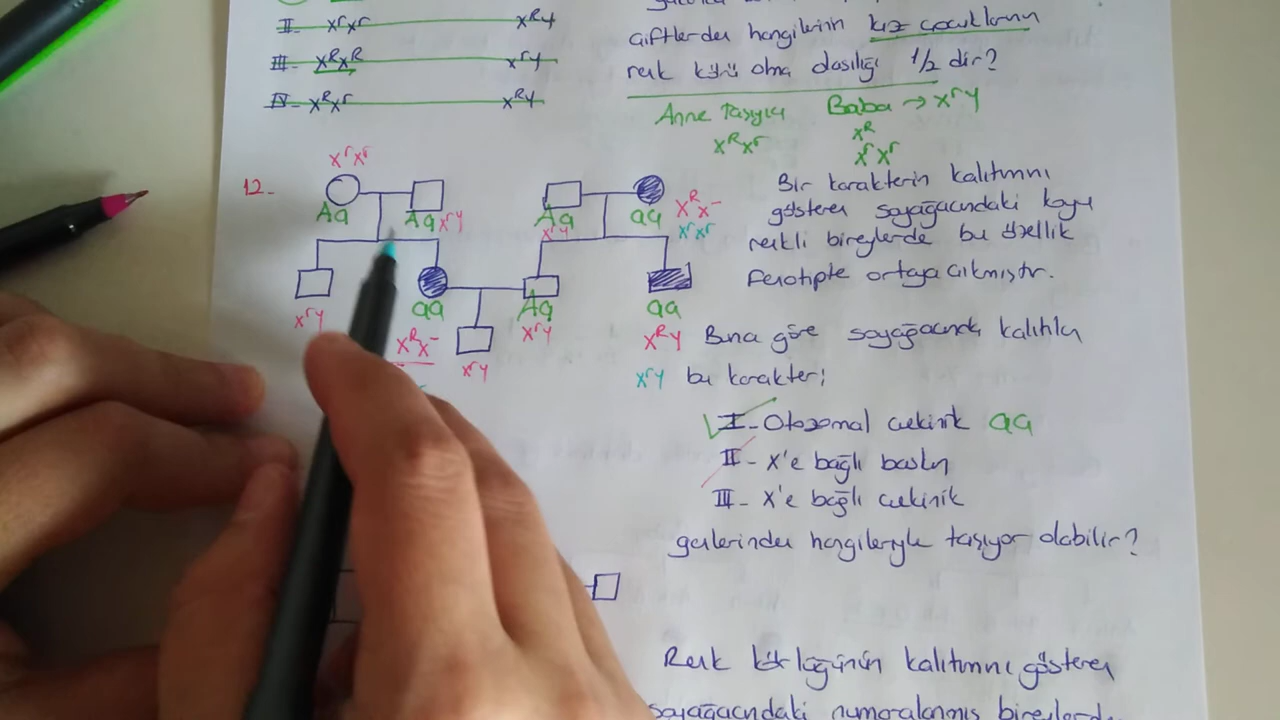 II- XrXr XRY
III- XRXR XrY
IV- XRXr XRY
çiftlerden hangilerinin kız çocuklarının
renk körü olma olasılığı 1/2 dir?
Anne Taşıyıcı Baba → XrY
XRXr
XR
XrXr
12-
XrXr
Aa
Aa XrY
Aa
XrY
aa XRX-
XrXr
XrY
aa
XRX-
XrY
Aa
XrY
aa
XRY
XrY
Bir karakterin kalıtımını
gösteren soyağacındaki koyu
renkli bireylerde bu özellik
fenotipte ortaya çıkmıştır.
Buna göre soyağacında kalıtılan
bu karakter;
I- Otozomal çekinik aa
II- X'e bağlı baskın
III- X'e bağlı çekinik
genlerinden hangileriyle taşınıyor olabilir?
Renk körlüğünün kalıtımını gösteren
soyağacındaki numaralanmış bireylerden